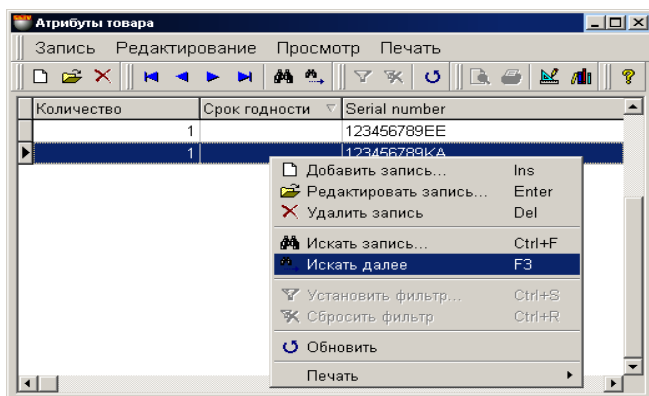 Атрибуты товара
Запись Редактирование Просмотр Печать
Количество Срок годности Serial number
1 123456789EE
1 123456789KA
Добавить запись... Ins
Редактировать запись... Enter
Удалить запись Del
Искать запись... Ctrl+F
Искать далее F3
Установить фильтр... Ctrl+S
Сбросить фильтр Ctrl+R
Обновить
Печать